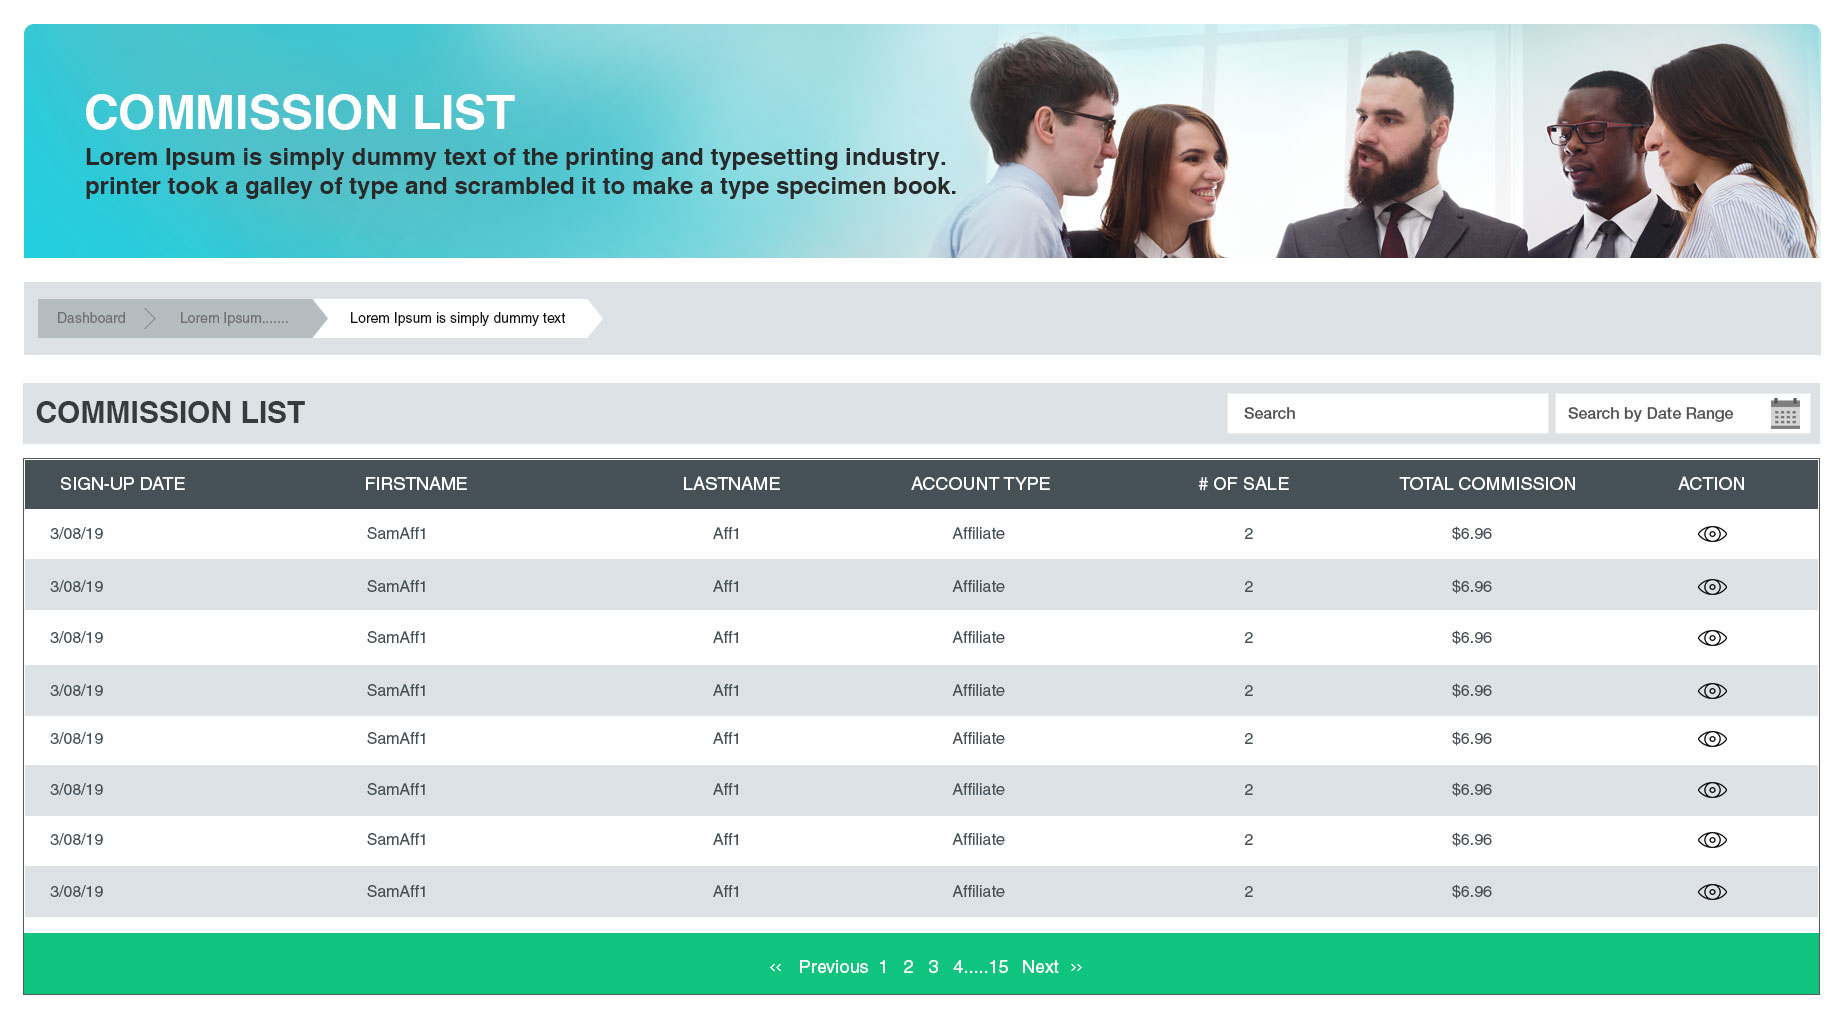 COMMISSION LIST
Lorem Ipsum is simply dummy text of the printing and typesetting industry.
printer took a galley of type and scrambled it to make a type specimen book.
Dashboard Lorem Ipsum....... Lorem Ipsum is simply dummy text
COMMISSION LIST Search Search by Date Range
SIGN-UP DATE FIRSTNAME LASTNAME ACCOUNT TYPE # OF SALE TOTAL COMMISSION ACTION
3/08/19 SamAff1 Aff1 Affiliate 2 $6.96
3/08/19 SamAff1 Aff1 Affiliate 2 $6.96
3/08/19 SamAff1 Aff1 Affiliate 2 $6.96
3/08/19 SamAff1 Aff1 Affiliate 2 $6.96
3/08/19 SamAff1 Aff1 Affiliate 2 $6.96
3/08/19 SamAff1 Aff1 Affiliate 2 $6.96
3/08/19 SamAff1 Aff1 Affiliate 2 $6.96
3/08/19 SamAff1 Aff1 Affiliate 2 $6.96
‹‹ Previous 1 2 3 4.....15 Next ››